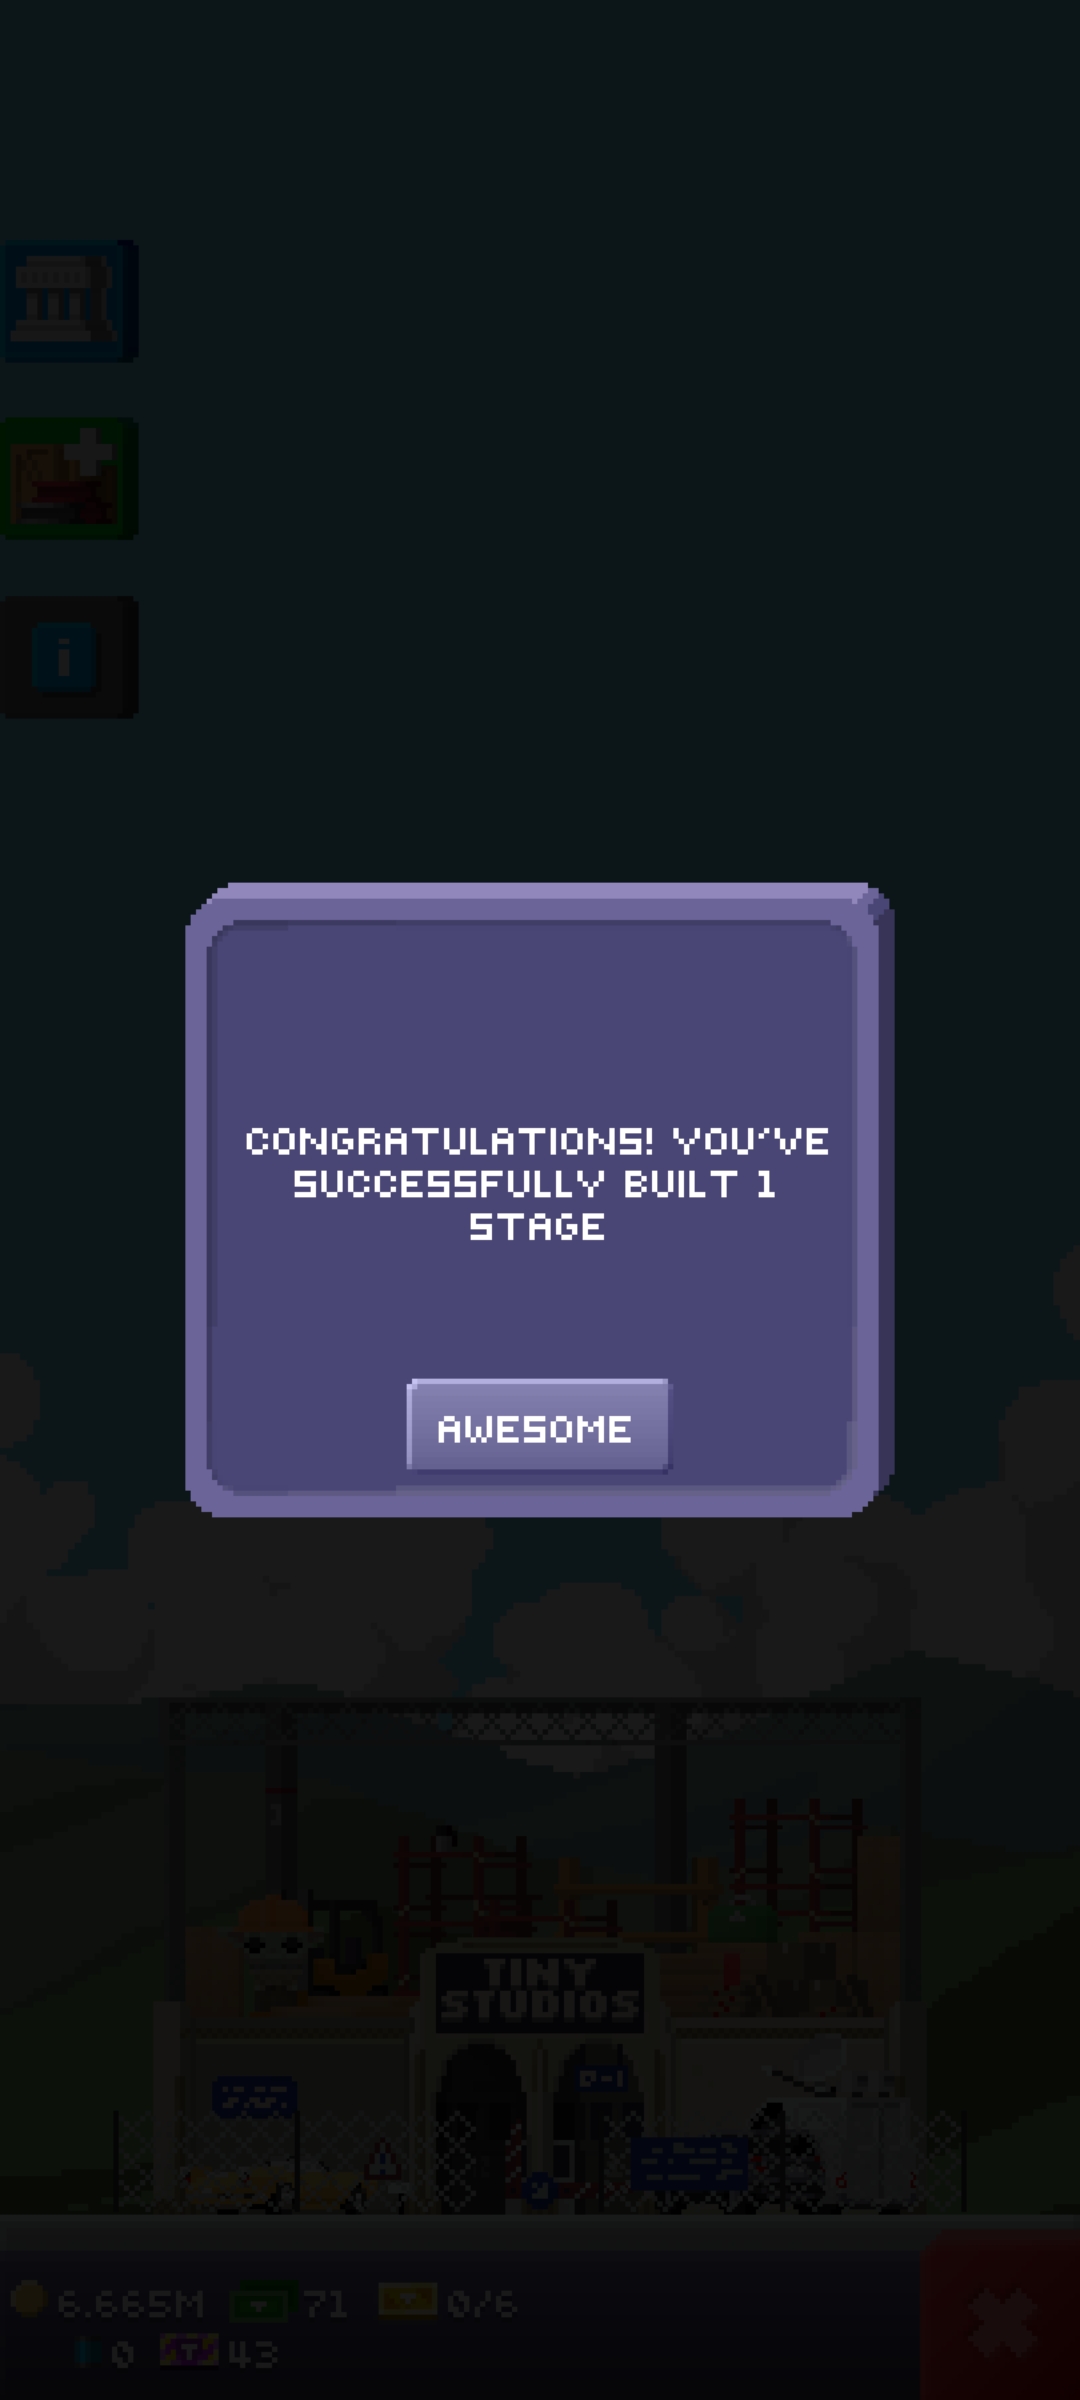 CONGRATULATIONS! YOU'VE
SUCCESSFULLY BUILT 1
STAGE
AWESOME
TINY
STUDIOS
6.665M 71 0/6
0 43